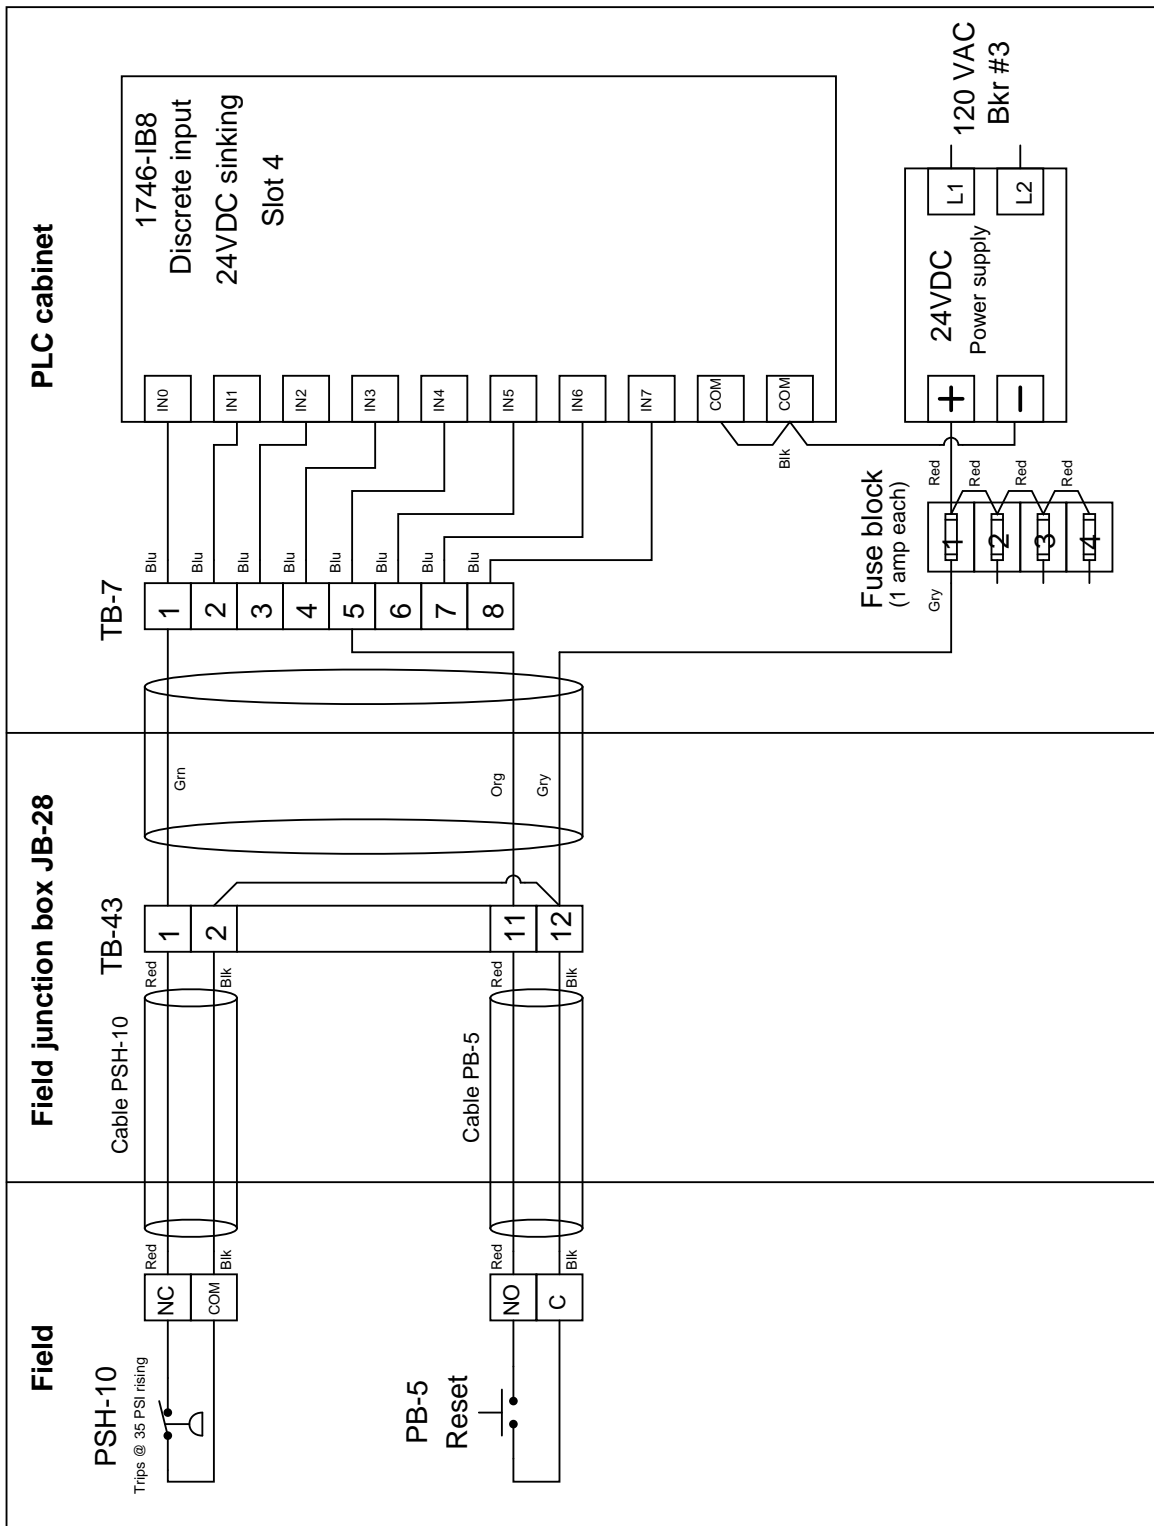 Field
Field junction box JB-28
PLC cabinet
PSH-10
Trips @ 35 PSI rising
NC
COM
Red
Blk
Cable PSH-10
Red
Blk
TB-43
1
2
11
12
PB-5
Reset
NO
C
Red
Blk
Cable PB-5
Red
Blk
Grn
Org
Gry
TB-7
1
2
3
4
5
6
7
8
Blu
Blu
Blu
Blu
Blu
Blu
Blu
Blu
IN0
IN1
IN2
IN3
IN4
IN5
IN6
IN7
COM
COM
Blk
1746-IB8
Discrete input
24VDC sinking
Slot 4
Fuse block
(1 amp each)
Gry
1
2
3
4
Red
Red
Red
Red
+
−
24VDC
Power supply
L1
L2
120 VAC
Bkr #3